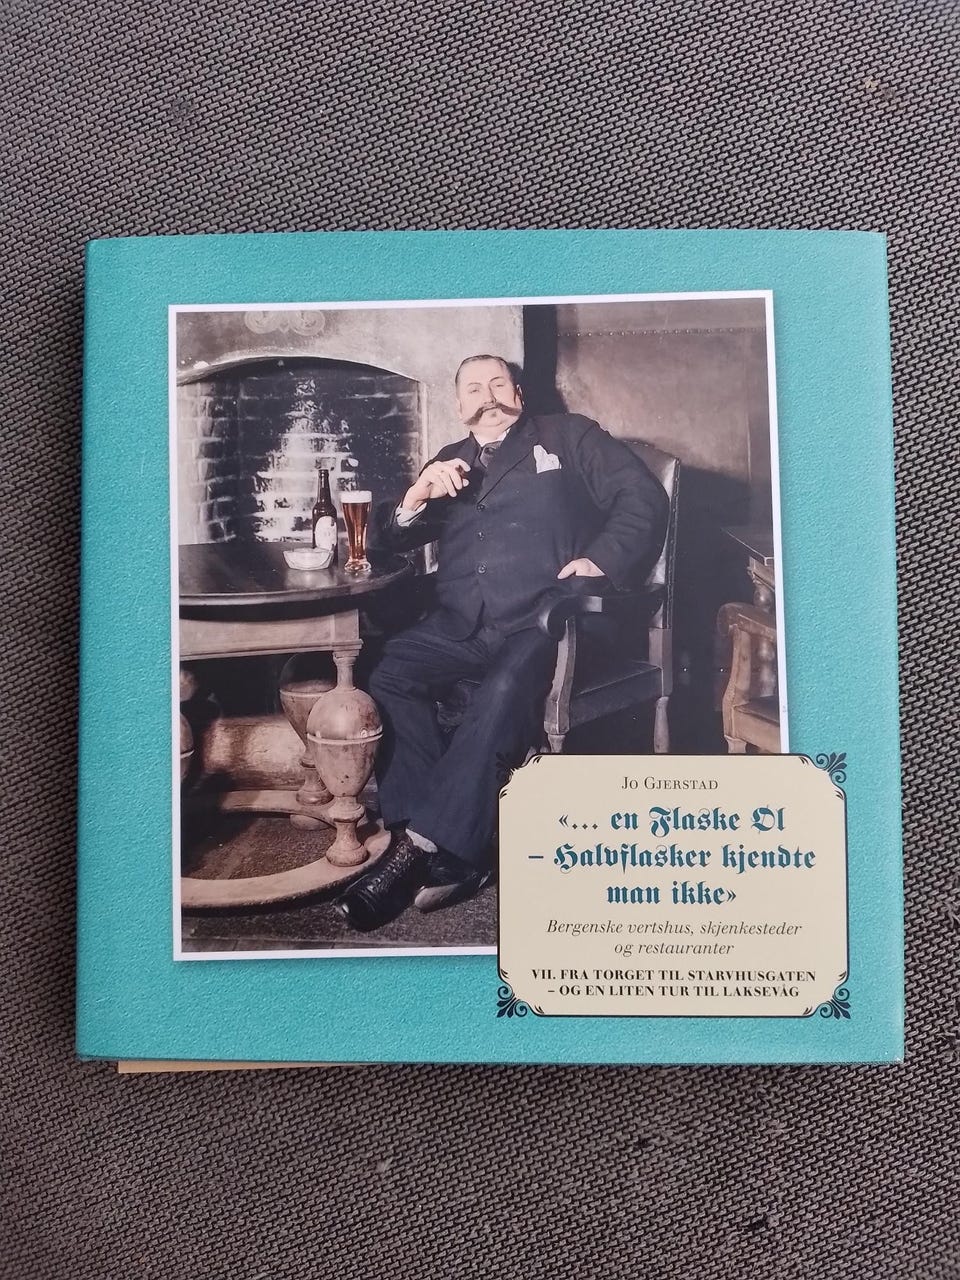 Jo Gjerstad
«... en Flaske Øl
– Halvflasker kjendte
man ikke»
Bergenske vertshus, skjenkesteder
og restauranter
VII. FRA TORGET TIL STARVHUSGATEN
– OG EN LITEN TUR TIL LAKSEVÅG